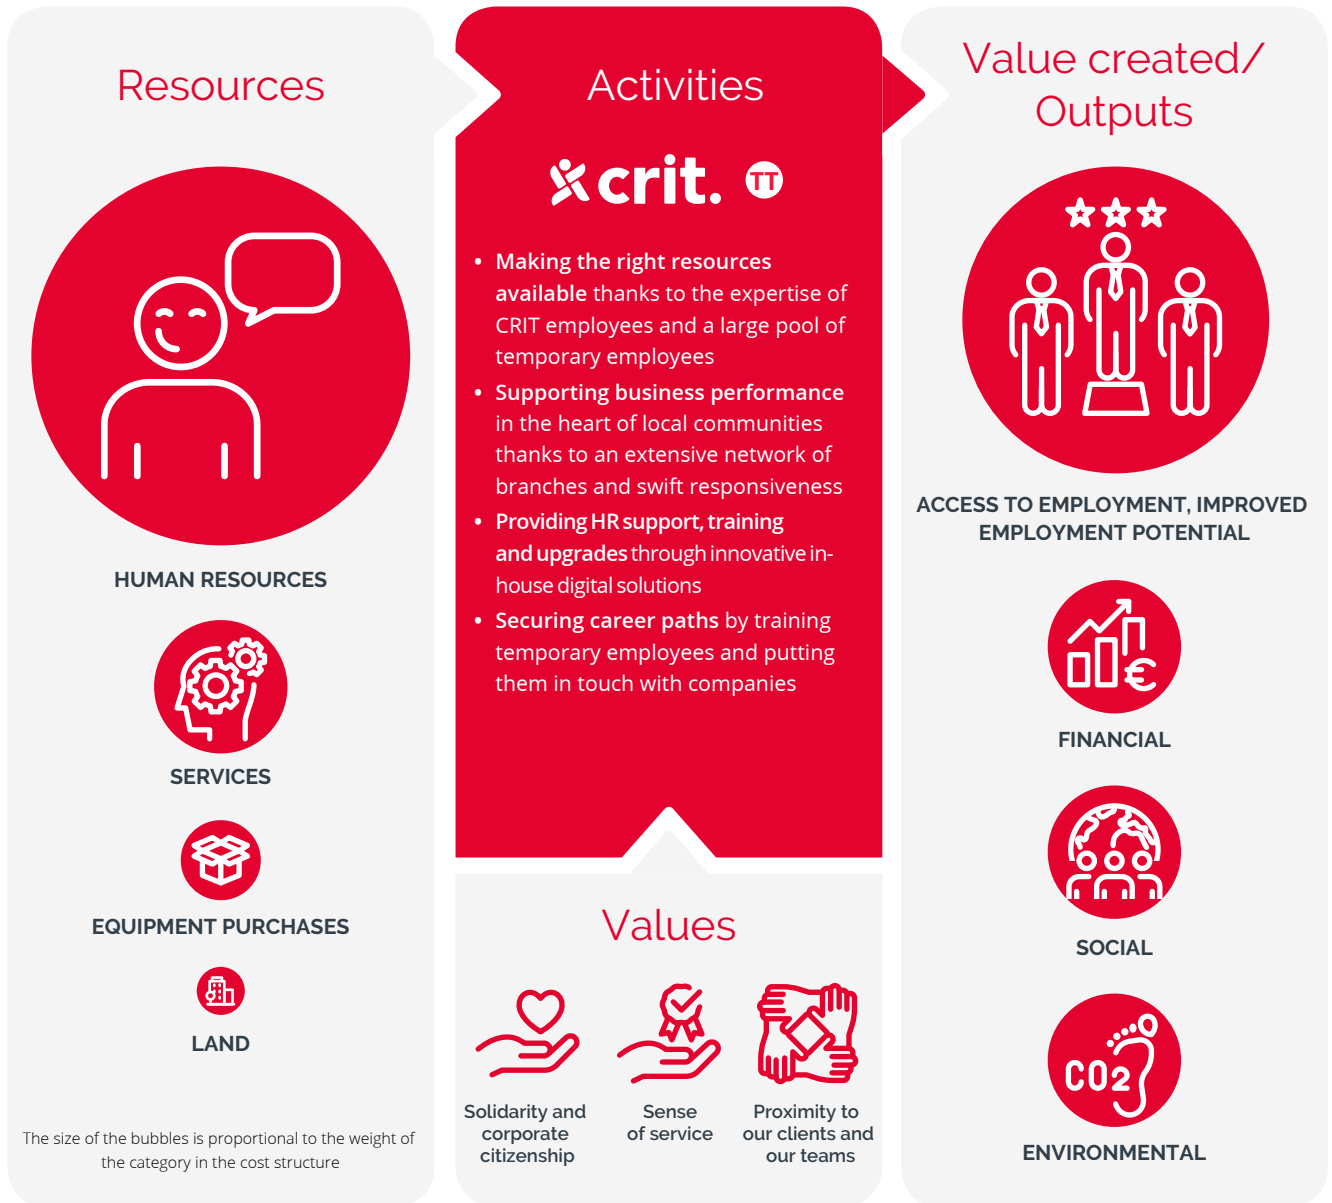 Resources
HUMAN RESOURCES
SERVICES
EQUIPMENT PURCHASES
LAND
The size of the bubbles is proportional to the weight of
the category in the cost structure
Activities
crit. TT
• Making the right resources
available thanks to the expertise of
CRIT employees and a large pool of
temporary employees
• Supporting business performance
in the heart of local communities
thanks to an extensive network of
branches and swift responsiveness
• Providing HR support, training
and upgrades through innovative in-
house digital solutions
• Securing career paths by training
temporary employees and putting
them in touch with companies
Values
Solidarity and
corporate
citizenship
Sense
of service
Proximity to
our clients and
our teams
Value created/
Outputs
ACCESS TO EMPLOYMENT, IMPROVED
EMPLOYMENT POTENTIAL
€
FINANCIAL
SOCIAL
CO2
ENVIRONMENTAL